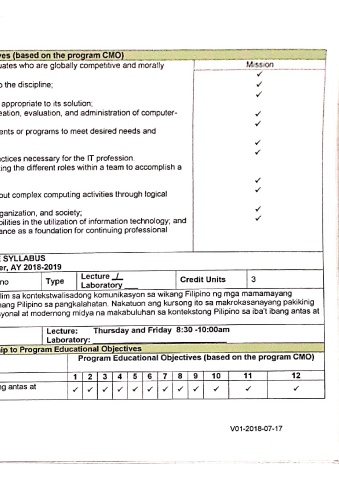 ves (based on the program CMO)
uates who are globally competitive and morally
Mission
✓
o the discipline; ✓
✓
appropriate to its solution;
eation, evaluation, and administration of computer- ✓
✓
ents or programs to meet desired needs and
✓
ctices necessary for the IT profession ✓
ting the different roles within a team to accomplish a
✓
out complex computing activities through logical ✓
ganization, and society; ✓
bilities in the utilization of information technology; and ✓
ance as a foundation for continuing professional
E SYLLABUS
er, AY 2018-2019
no Type Lecture _/_ Credit Units 3
Laboratory ___
lim sa kontekstwalisadong komunikasyon sa wikang Filipino ng mga mamamayang
nang Pilipino sa pangkalahatan. Nakatuon ang kursong ito sa makrokasanayang pakikinig
syonal at modernong midya na makabuluhan sa kontekstong Pilipino sa iba't ibang antas at
Lecture: Thursday and Friday 8:30 -10:00am
Laboratory:
hip to Program Educational Objectives
Program Educational Objectives (based on the program CMO)
1 2 3 4 5 6 7 8 9 10 11 12
ng antas at ✓ ✓ ✓ ✓ ✓ ✓ ✓ ✓ ✓ ✓ ✓ ✓
V01-2018-07-17